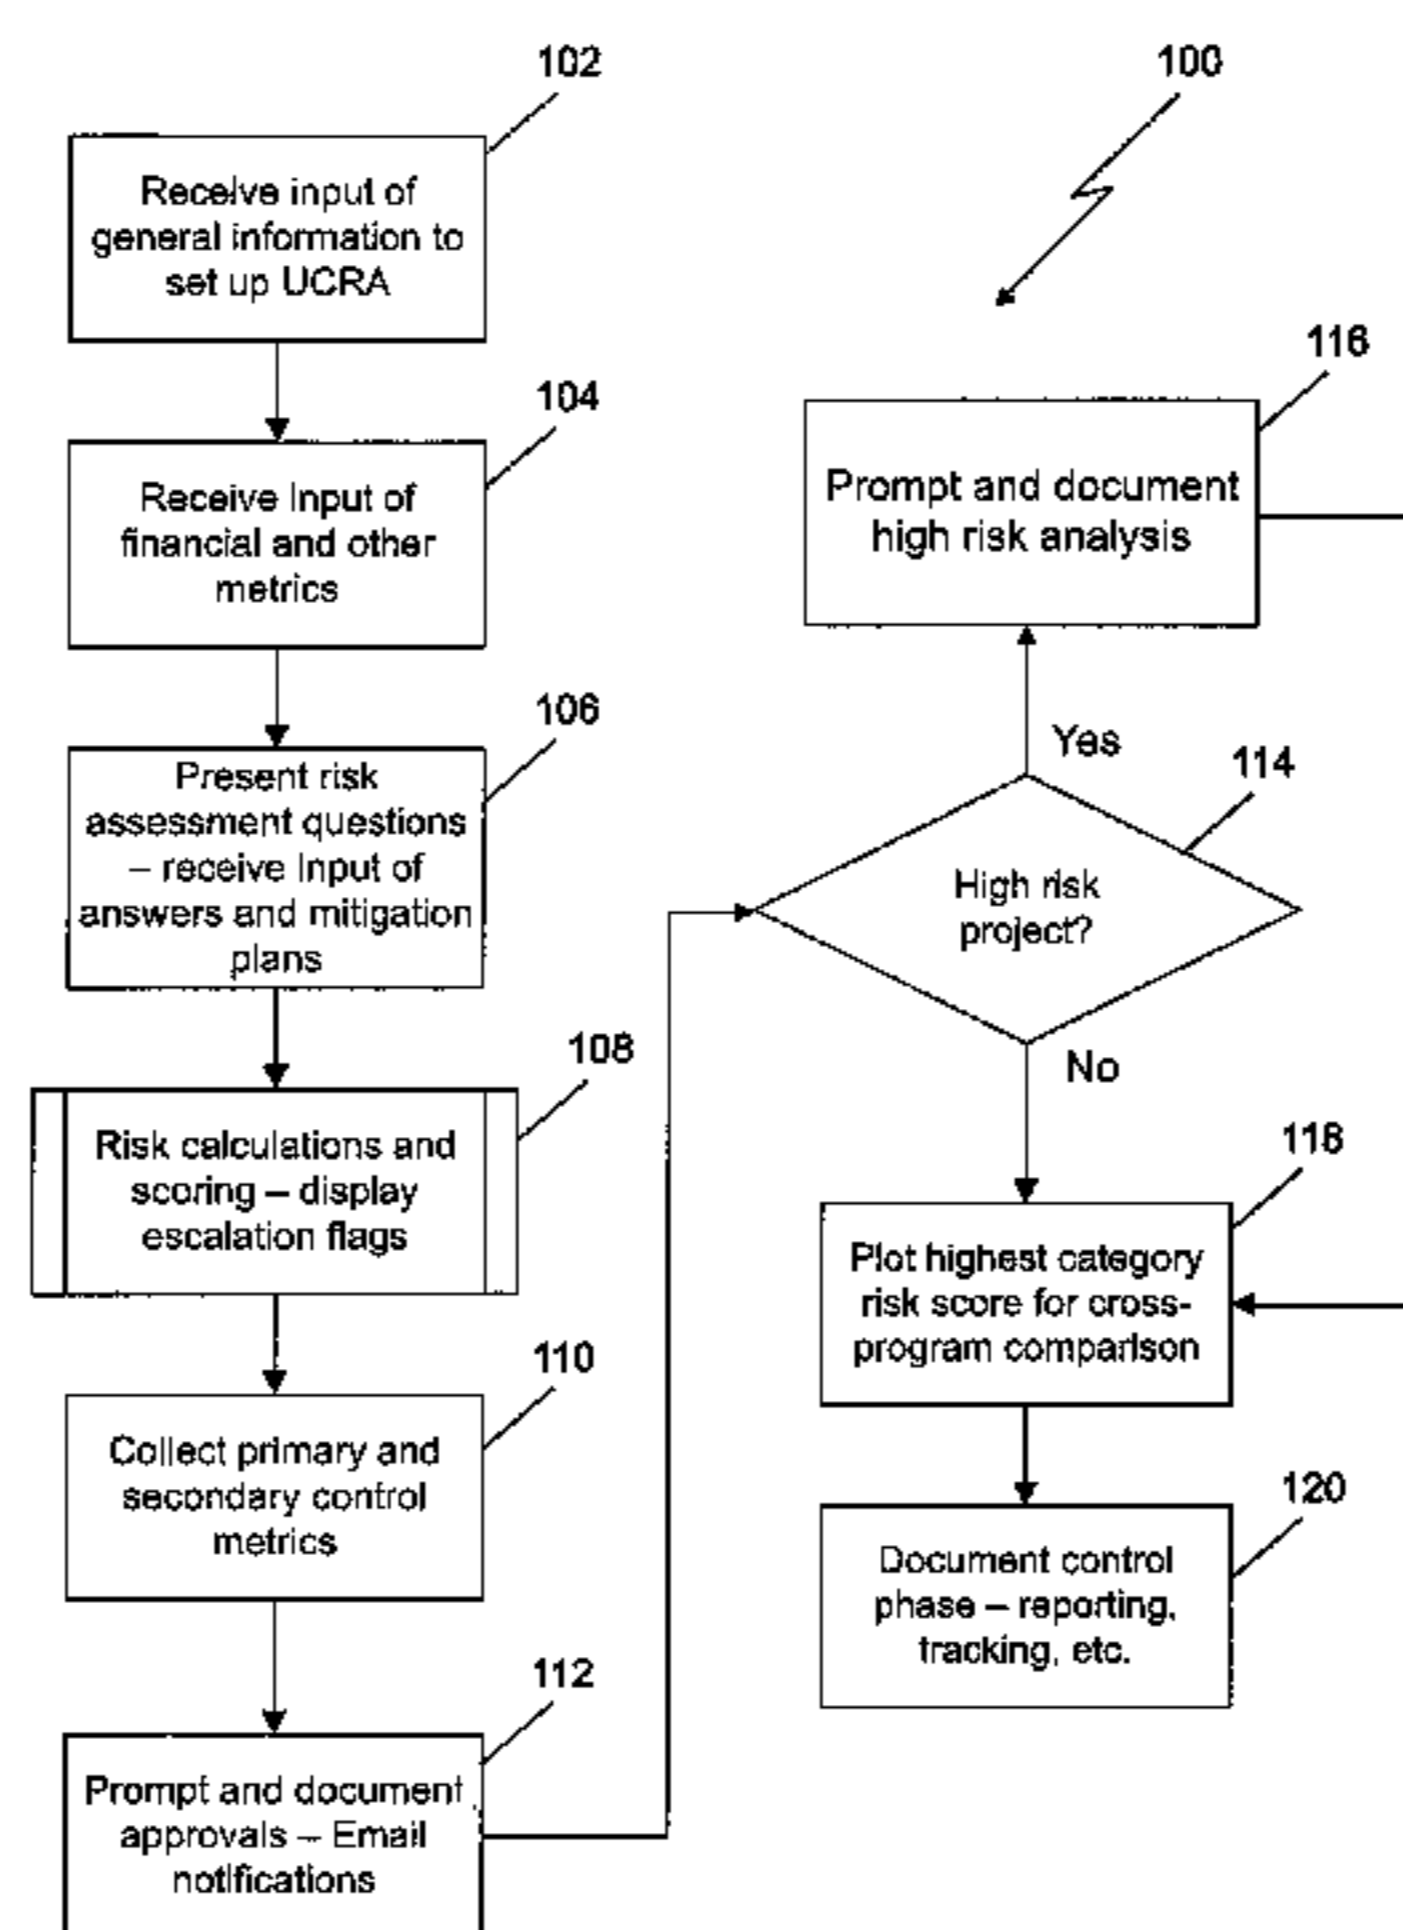 102
Receive input of
general information to
set up UCRA
104
Receive Input of
financial and other
metrics
106
Present risk
assessment questions
– receive Input of
answers and mitigation
plans
108
Risk calculations and
scoring – display
escalation flags
110
Collect primary and
secondary control
metrics
112
Prompt and document
approvals – Email
notifications
100
116
Prompt and document
high risk analysis
Yes
114
High risk
project?
No
118
Plot highest category
risk score for cross-
program comparison
120
Document control
phase – reporting,
tracking, etc.